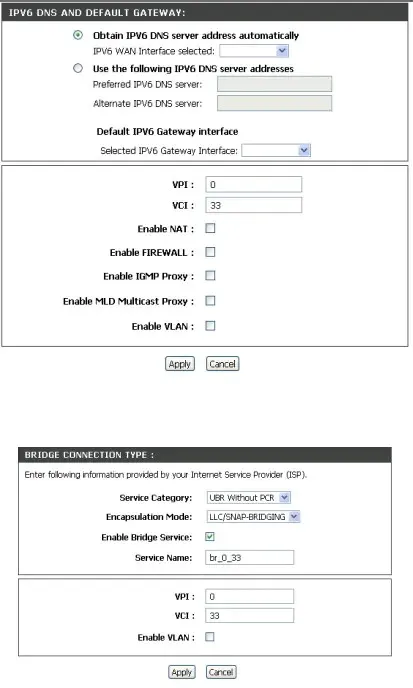 IPV6 DNS AND DEFAULT GATEWAY:
Obtain IPV6 DNS server address automatically
IPV6 WAN Interface selected:
Use the following IPV6 DNS server addresses
Preferred IPV6 DNS server:
Alternate IPV6 DNS server:
Default IPV6 Gateway interface
Selected IPV6 Gateway Interface:
VPI : 0
VCI : 33
Enable NAT :
Enable FIREWALL :
Enable IGMP Proxy :
Enable MLD Multicast Proxy :
Enable VLAN :
Apply Cancel
BRIDGE CONNECTION TYPE :
Enter following information provided by your Internet Service Provider (ISP).
Service Category: UBR Without PCR
Encapsulation Mode: LLC/SNAP-BRIDGING
Enable Bridge Service:
Service Name: br_0_33
VPI : 0
VCI : 33
Enable VLAN :
Apply Cancel